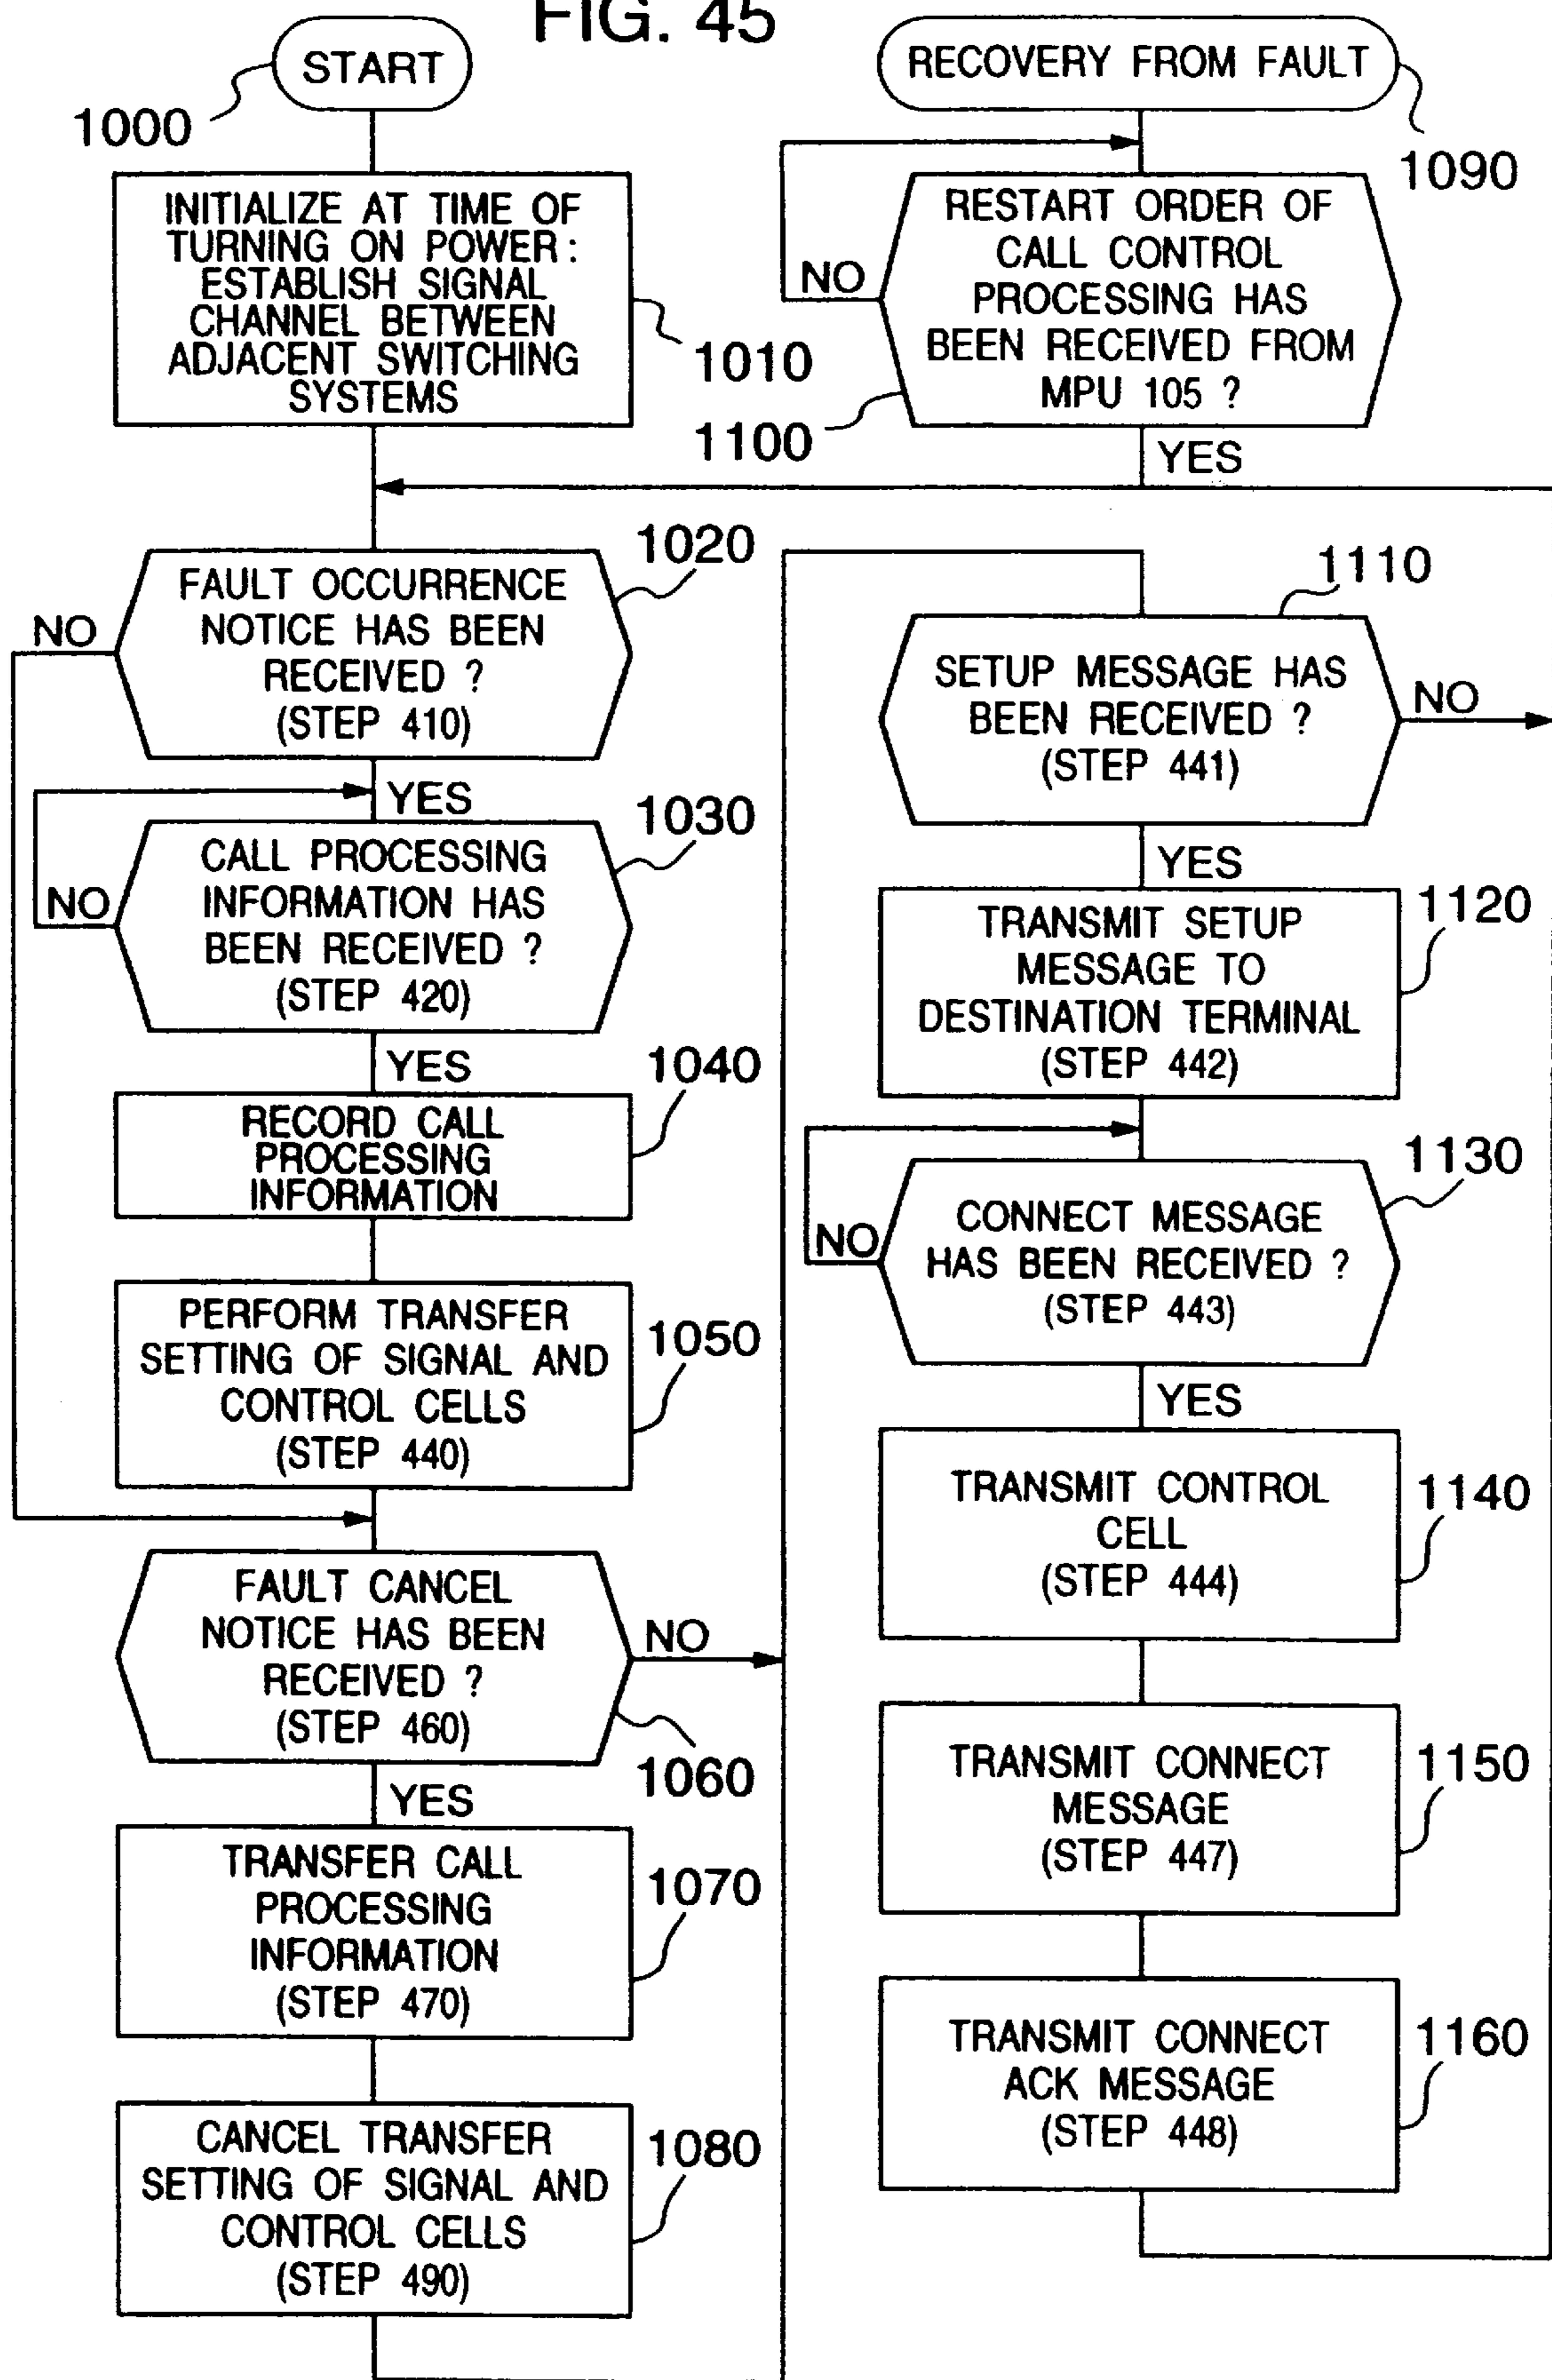 FIG. 45
START
1000
INITIALIZE AT TIME OF
TURNING ON POWER:
ESTABLISH SIGNAL
CHANNEL BETWEEN
ADJACENT SWITCHING
SYSTEMS
1010
FAULT OCCURRENCE
NOTICE HAS BEEN
RECEIVED ?
(STEP 410)
1020
NO
YES
CALL PROCESSING
INFORMATION HAS
BEEN RECEIVED ?
(STEP 420)
1030
NO
YES
RECORD CALL
PROCESSING
INFORMATION
1040
PERFORM TRANSFER
SETTING OF SIGNAL AND
CONTROL CELLS
(STEP 440)
1050
FAULT CANCEL
NOTICE HAS BEEN
RECEIVED ?
(STEP 460)
NO
1060
YES
TRANSFER CALL
PROCESSING
INFORMATION
(STEP 470)
1070
CANCEL TRANSFER
SETTING OF SIGNAL AND
CONTROL CELLS
(STEP 490)
1080
RECOVERY FROM FAULT
1090
RESTART ORDER OF
CALL CONTROL
PROCESSING HAS
BEEN RECEIVED FROM
MPU 105 ?
NO
1100
YES
1110
SETUP MESSAGE HAS
BEEN RECEIVED ?
(STEP 441)
NO
YES
TRANSMIT SETUP
MESSAGE TO
DESTINATION TERMINAL
(STEP 442)
1120
CONNECT MESSAGE
HAS BEEN RECEIVED ?
(STEP 443)
1130
NO
YES
TRANSMIT CONTROL
CELL
(STEP 444)
1140
TRANSMIT CONNECT
MESSAGE
(STEP 447)
1150
TRANSMIT CONNECT
ACK MESSAGE
(STEP 448)
1160